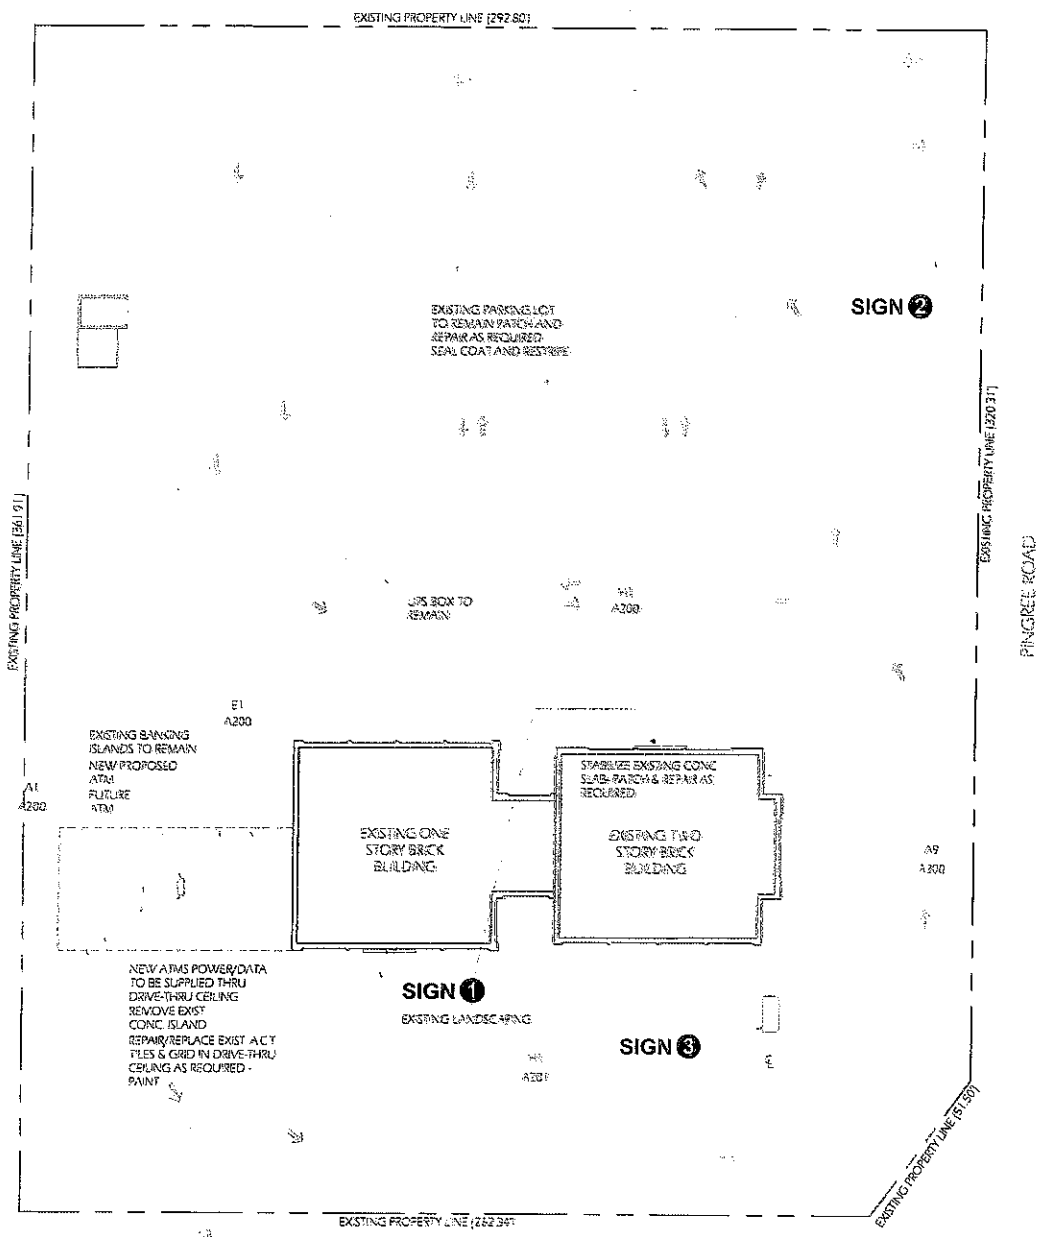 EXISTING PROPERTY LINE [292.80]
SIGN 2
EXISTING PARKING LOT
TO REMAIN PATCH AND
REPAIR AS REQUIRED
SEAL COAT AND RESTRIPE
EXISTING PROPERTY LINE [320.31]
EXISTING PROPERTY LINE [361.91]
PINGREE ROAD
UPS BOX TO
REMAIN
A200
E1
A200
EXISTING BANKING
ISLANDS TO REMAIN
NEW PROPOSED
ATM
FUTURE
ATM
A1
A200
STABILIZE EXISTING CONC
SLAB-PATCH & REPAIR AS
REQUIRED
EXISTING ONE
STORY BRICK
BUILDING
EXISTING TWO
STORY BRICK
BUILDING
A9
NEW ATMS POWER/DATA
TO BE SUPPLIED THRU
DRIVE-THRU CEILING
REMOVE EXIST
CONC. ISLAND
REPAIR/REPLACE EXIST A C T
TILES & GRID IN DRIVE-THRU
CEILING AS REQUIRED -
PAINT
SIGN 1
EXISTING LANDSCAPING
SIGN 3
A201
EXISTING PROPERTY LINE [51.50]
EXISTING PROPERTY LINE [262.34]